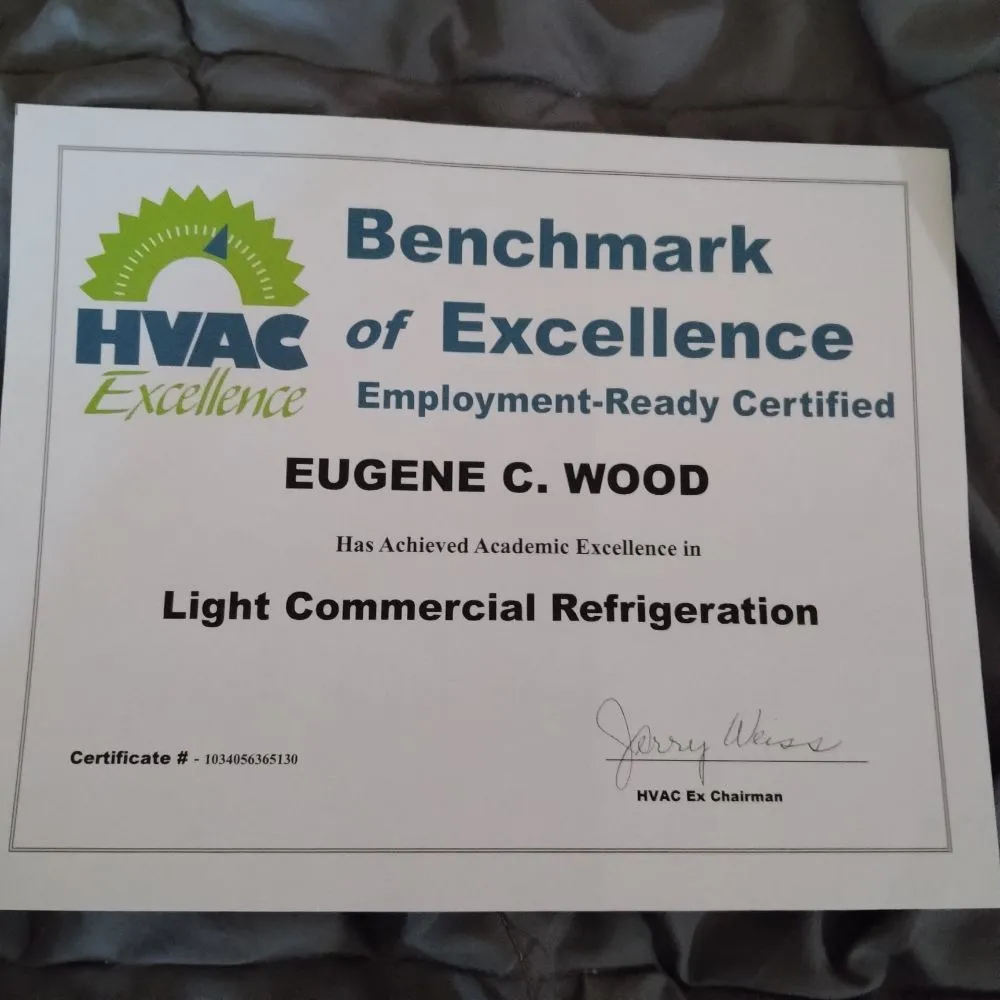 HVAC
Excellence
Benchmark
of Excellence
Employment-Ready Certified
EUGENE C. WOOD
Has Achieved Academic Excellence in
Light Commercial Refrigeration
Certificate # - 1034056365130
Jerry Weiss
HVAC Ex Chairman